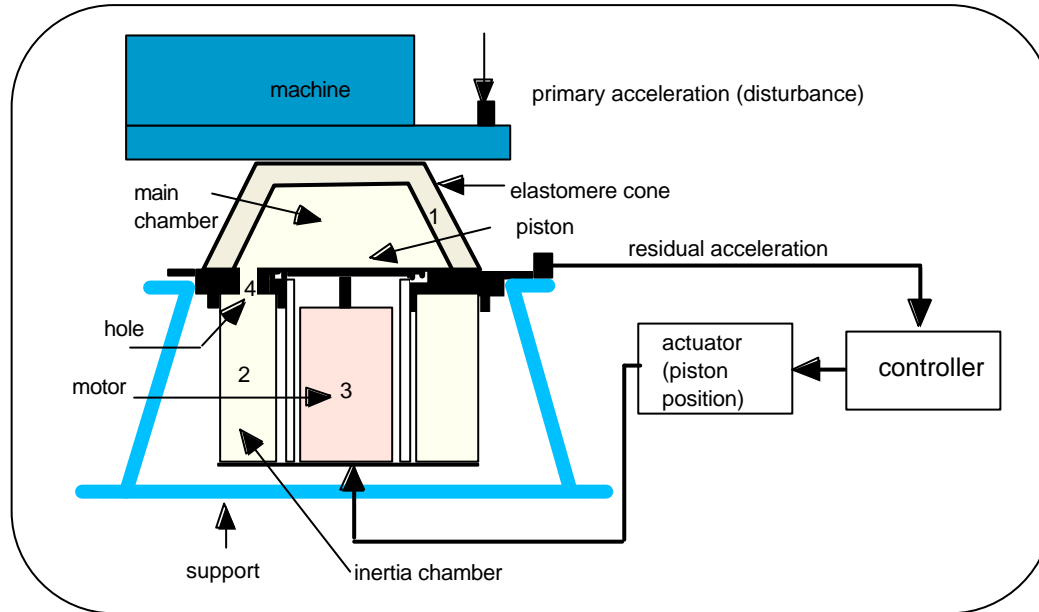 machine
primary acceleration (disturbance)
main
chamber
elastomere cone
1
piston
residual acceleration
4
hole
actuator
(piston
position)
controller
2
motor
3
support
inertia chamber